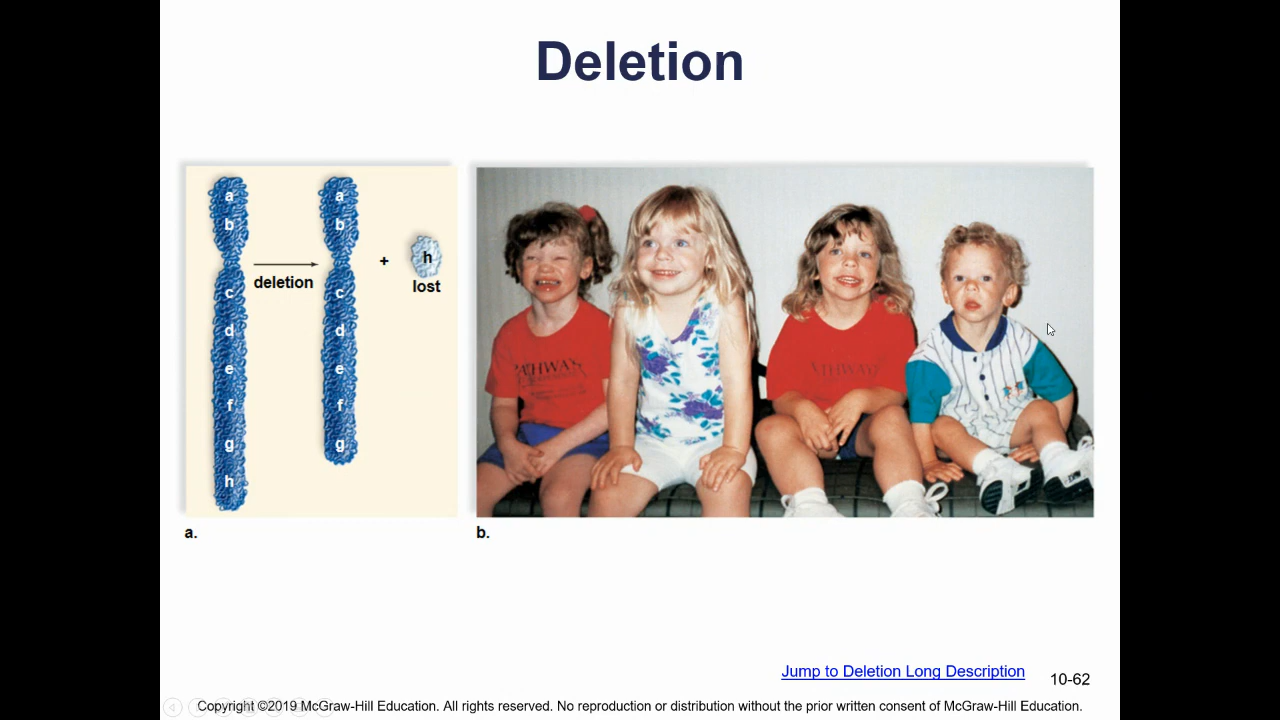 Deletion
a
b
c
d
e
f
g
h
deletion
a
b
c
d
e
f
g
+
h
lost
a.
b.
Jump to Deletion Long Description
10-62
Copyright ©2019 McGraw-Hill Education. All rights reserved. No reproduction or distribution without the prior written consent of McGraw-Hill Education.